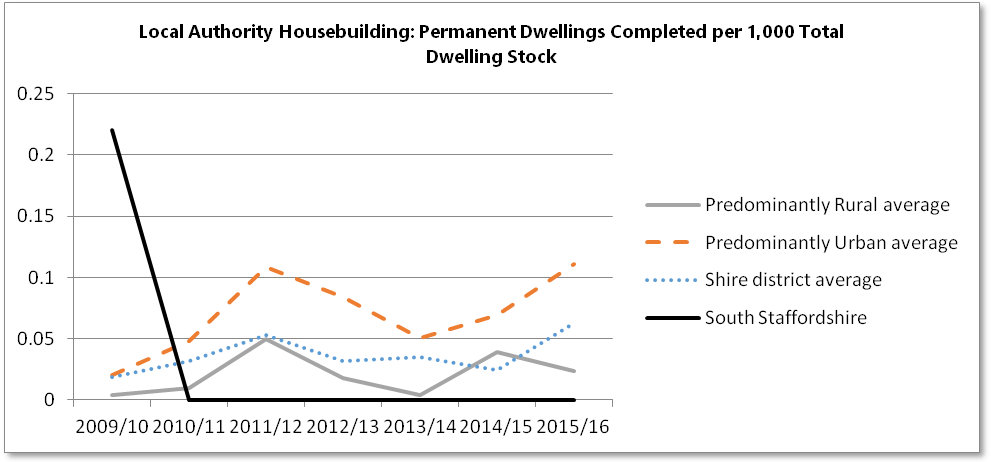 Local Authority Housebuilding: Permanent Dwellings Completed per 1,000 Total
Dwelling Stock
0.25
0.2
0.15
0.1
0.05
0
2009/10 2010/11 2011/12 2012/13 2013/14 2014/15 2015/16
Predominantly Rural average
Predominantly Urban average
Shire district average
South Staffordshire